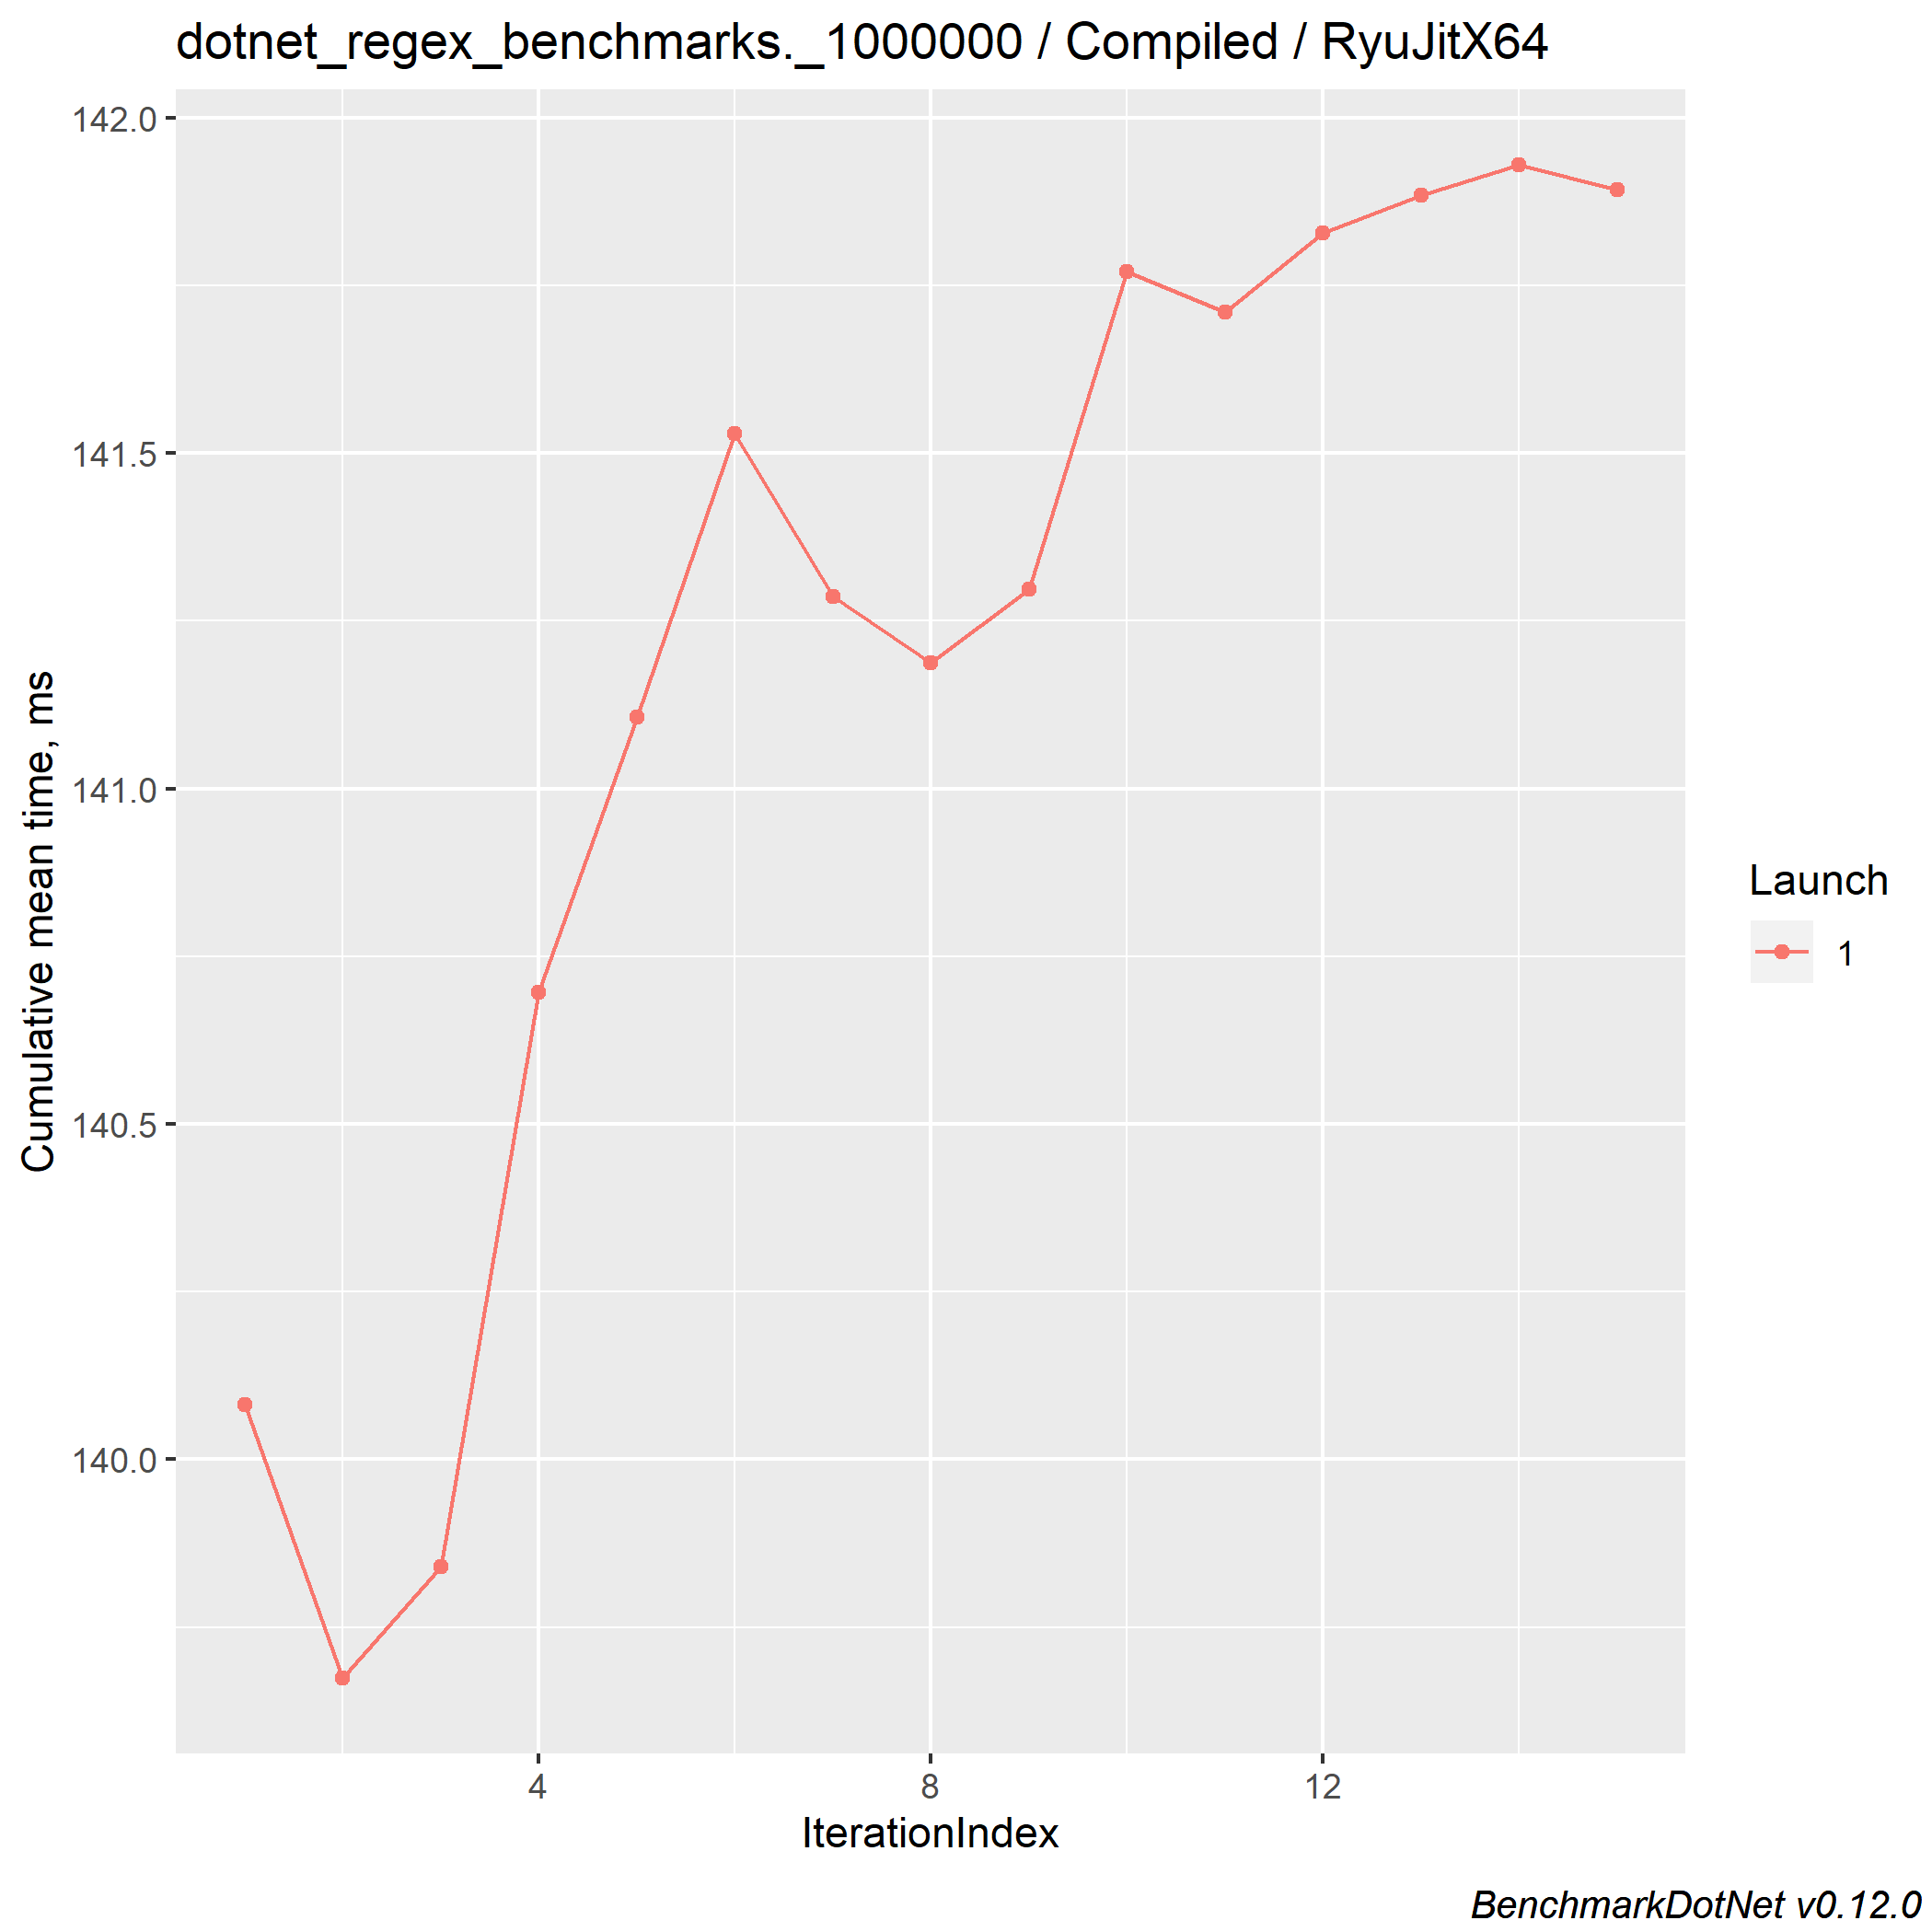 dotnet_regex_benchmarks._1000000 / Compiled / RyuJitX64
142.0
141.5
141.0
140.5
140.0
Cumulative mean time, ms
4
8
12
IterationIndex
Launch
1
BenchmarkDotNet v0.12.0